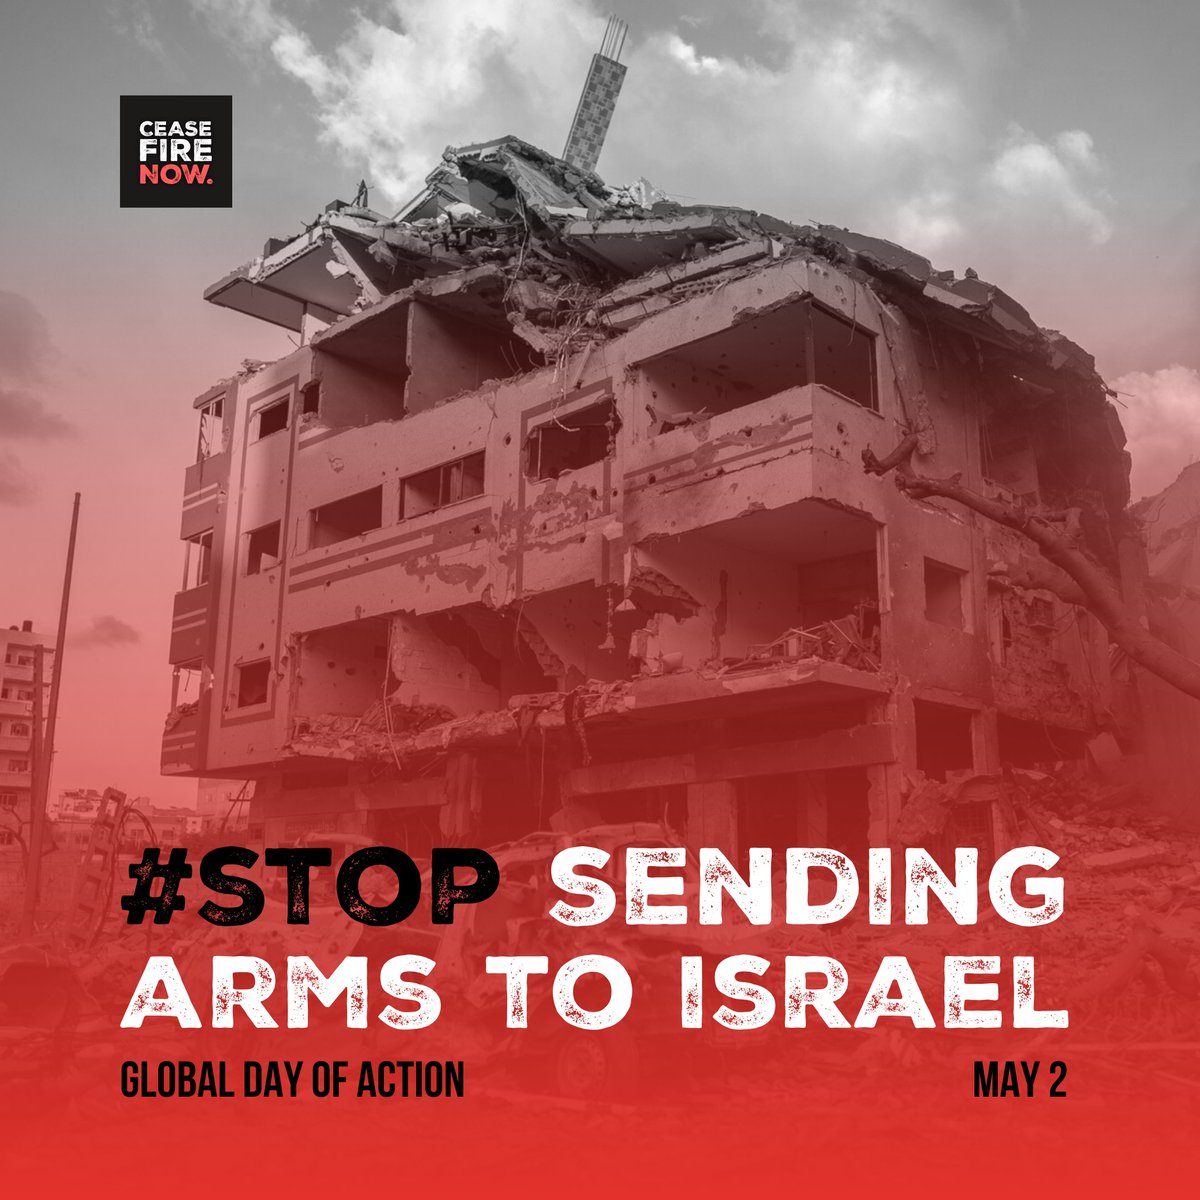 CEASE
FIRE
NOW.
#STOP SENDING
ARMS TO ISRAEL
GLOBAL DAY OF ACTION
MAY 2